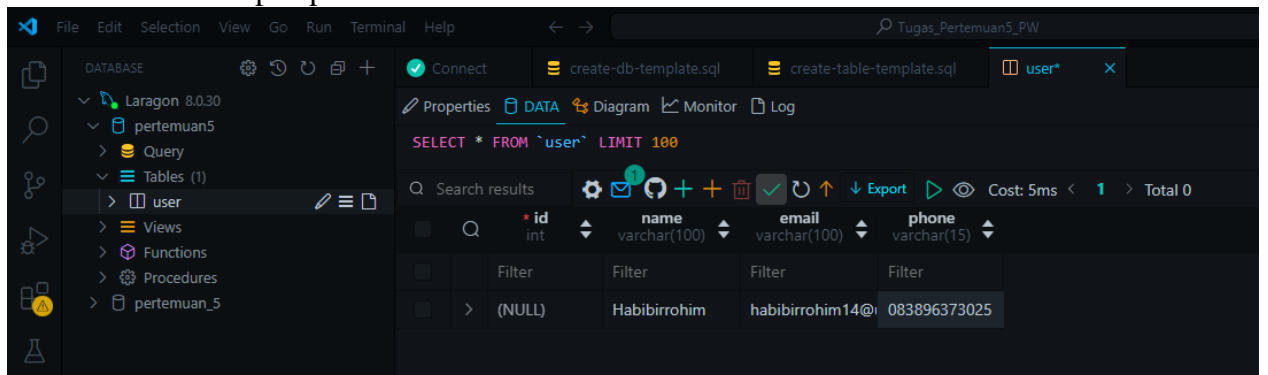 File Edit Selection View Go Run Terminal Help Tugas_Pertemuan5_PW
DATABASE
Connect create-db-template.sql create-table-template.sql user*
Laragon 8.0.30
pertemuan5
Query
Tables (1)
user
Views
Functions
Procedures
pertemuan_5
Properties DATA Diagram Monitor Log
SELECT * FROM `user` LIMIT 100
Search results 1 Export Cost: 5ms 1 Total 0
* id name email phone
int varchar(100) varchar(100) varchar(15)
Filter Filter Filter Filter
(NULL) Habibirrohim habibirrohim14@ 083896373025